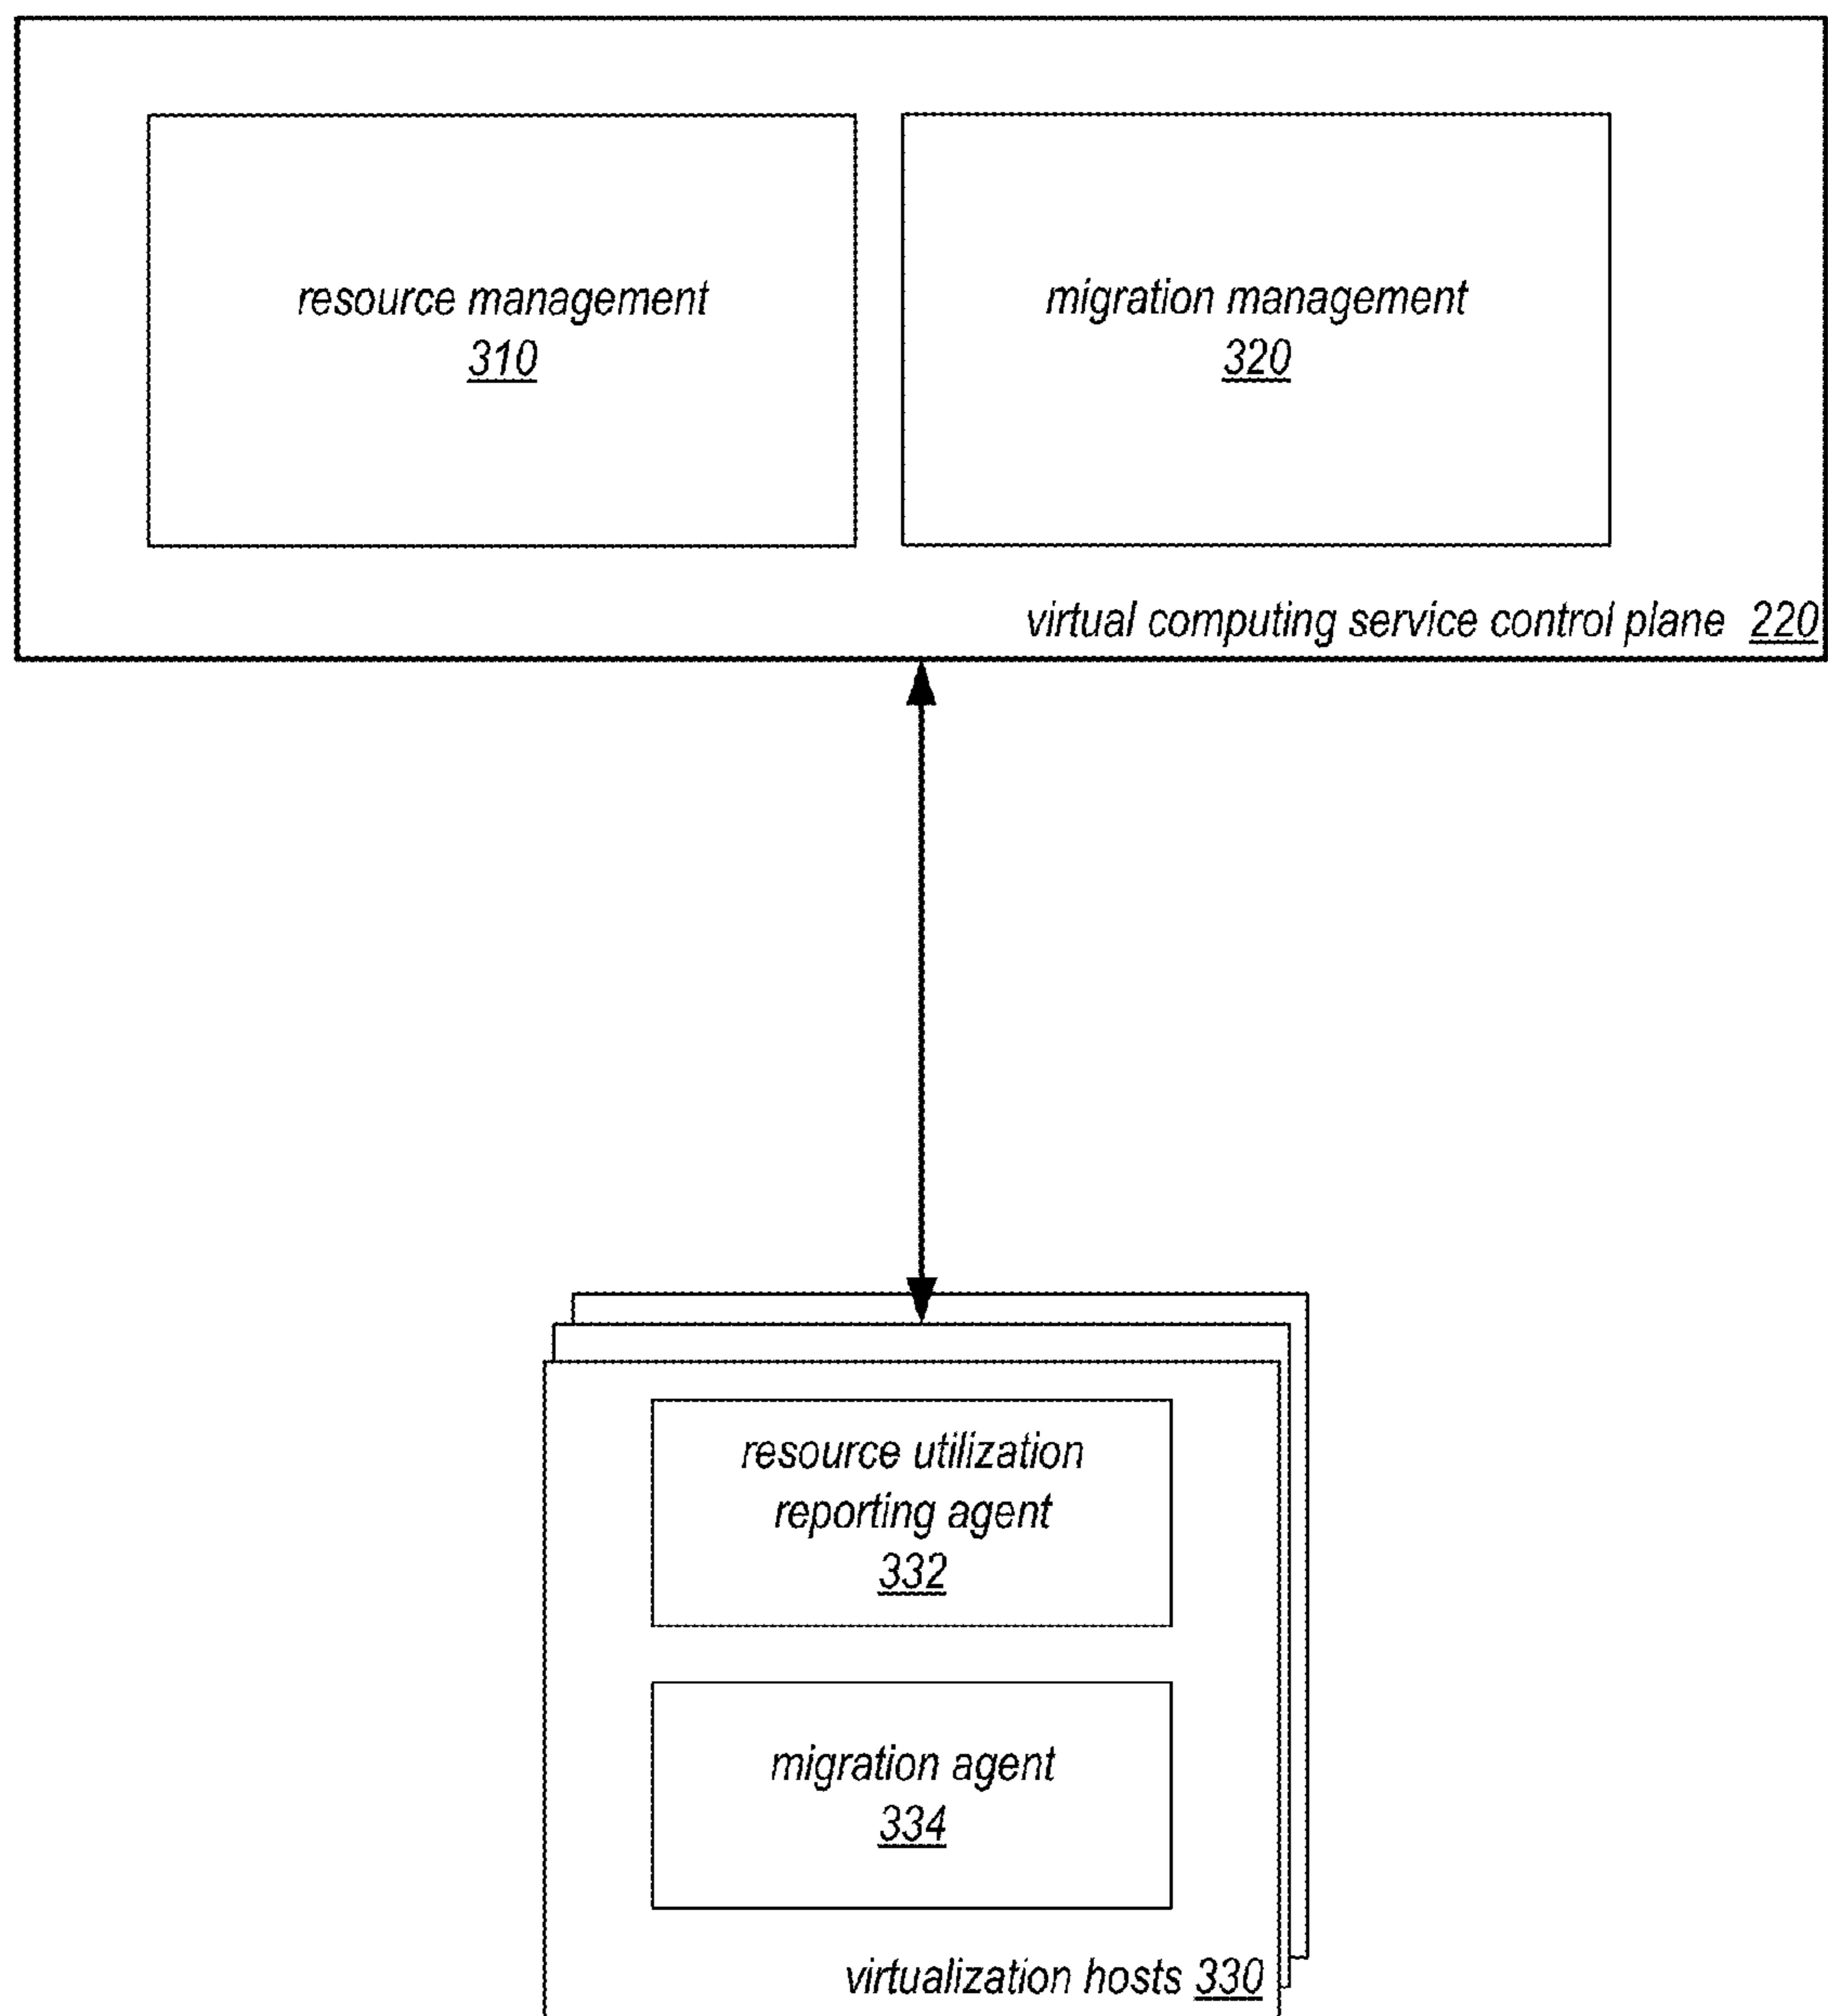 resource management
310
migration management
320
virtual computing service control plane 220
resource utilization
reporting agent
332
migration agent
334
virtualization hosts 330